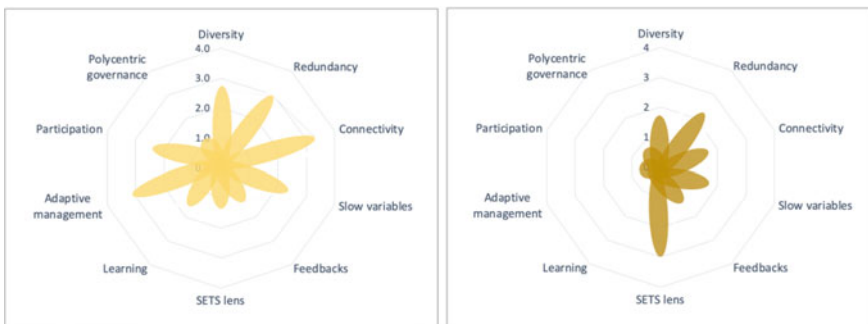 Diversity
4.0
Polycentric
governance
Redundancy
3.0
2.0
Participation
1.0
Connectivity
Adaptive
management
Slow variables
Learning
Feedbacks
SETS lens
Diversity
4
Polycentric
governance
Redundancy
3
2
Participation
1
Connectivity
Adaptive
management
Slow variables
Learning
Feedbacks
SETS lens